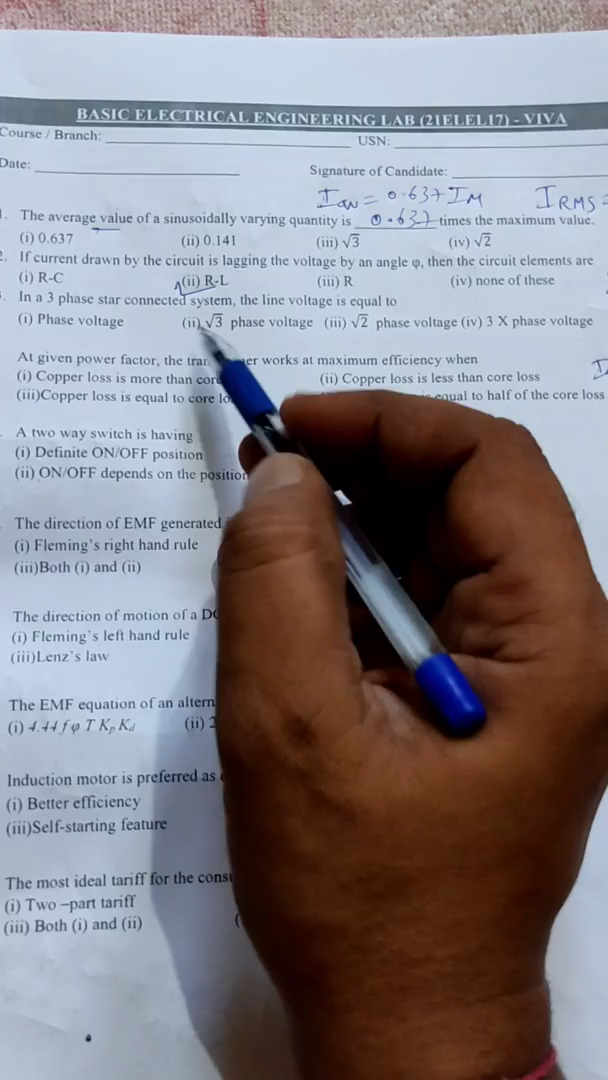 BASIC ELECTRICAL ENGINEERING LAB (21ELEL17) - VIVA
Course / Branch: USN:
Date: Signature of Candidate:
Iav = 0.637 IM IRMS =
1. The average value of a sinusoidally varying quantity is 0.637 times the maximum value.
(i) 0.637 (ii) 0.141 (iii) √3 (iv) √2
2. If current drawn by the circuit is lagging the voltage by an angle φ, then the circuit elements are
(i) R-C (ii) R-L (iii) R (iv) none of these
. In a 3 phase star connected system, the line voltage is equal to
(i) Phase voltage (ii) √3 phase voltage (iii) √2 phase voltage (iv) 3 X phase voltage
At given power factor, the works at maximum efficiency when
(i) Copper loss is more than (ii) Copper loss is less than core loss
(iii)Copper loss is equal to core equal to half of the core loss
A two way switch is having
(i) Definite ON/OFF position
(ii) ON/OFF depends on the position
The direction of EMF generated
(i) Fleming's right hand rule
(iii)Both (i) and (ii)
The direction of motion of a
(i) Fleming's left hand rule
(iii)Lenz's law
The EMF equation of an
(i) 4.44 f φ T Kp Kd (ii) 2
Induction motor is preferred as
(i) Better efficiency
(iii)Self-starting feature
The most ideal tariff for the
(i) Two –part tariff
(iii) Both (i) and (ii) (